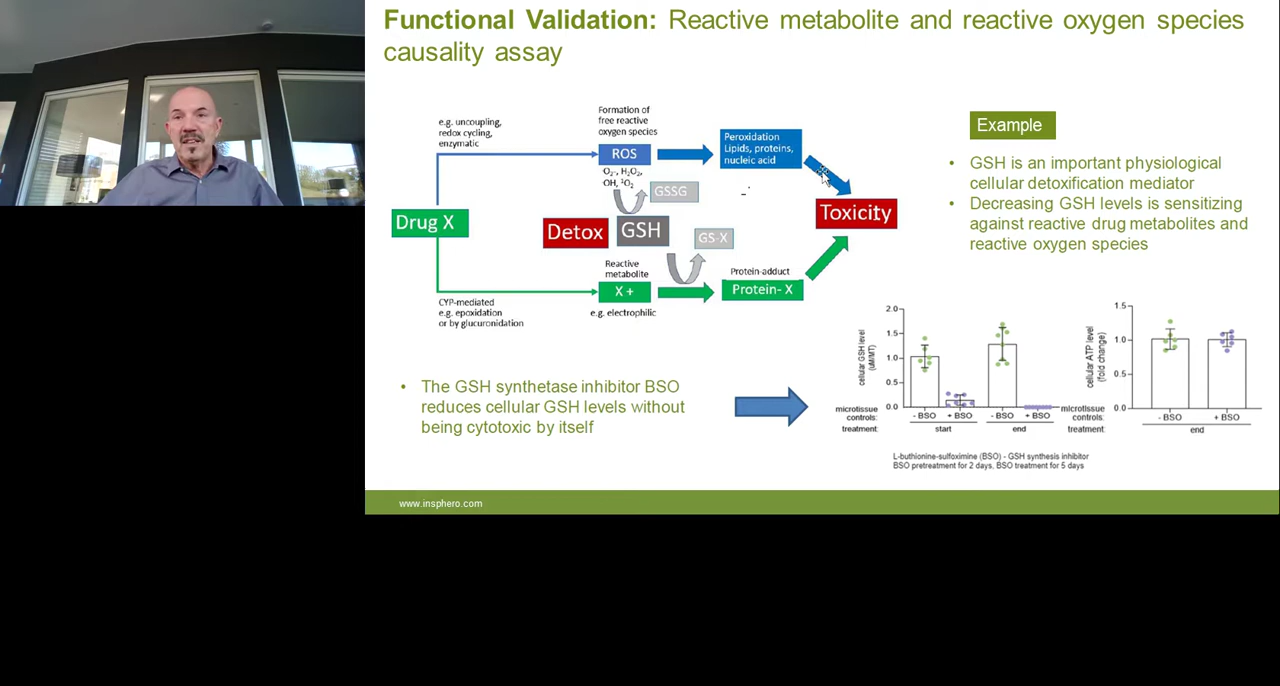 Functional Validation: Reactive metabolite and reactive oxygen species
causality assay
e.g. uncoupling,
redox cycling,
enzymatic
Formation of
free reactive
oxygen species
ROS
O₂⁻, H₂O₂,
OH, ¹O₂
Peroxidation
Lipids, proteins,
nucleic acid
GSSG
Drug X
Detox
GSH
GS-X
Toxicity
Reactive
metabolite
X +
e.g. electrophilic
Protein-adduct
Protein- X
CYP-mediated
e.g. epoxidation
or by glucuronidation
Example
• GSH is an important physiological
cellular detoxification mediator
• Decreasing GSH levels is sensitizing
against reactive drug metabolites and
reactive oxygen species
• The GSH synthetase inhibitor BSO
reduces cellular GSH levels without
being cytotoxic by itself
cellular GSH level
(uM/MT)
2.0
1.5
1.0
0.5
0.0
microtissue
controls:
- BSO
+ BSO
- BSO
+ BSO
treatment:
start
end
cellular ATP level
(fold change)
1.5
1.0
0.5
0.0
microtissue
controls:
- BSO
+ BSO
treatment:
end
L-buthionine-sulfoximine (BSO) - GSH synthesis inhibitor
BSO pretreatment for 2 days, BSO treatment for 5 days
www.insphero.com